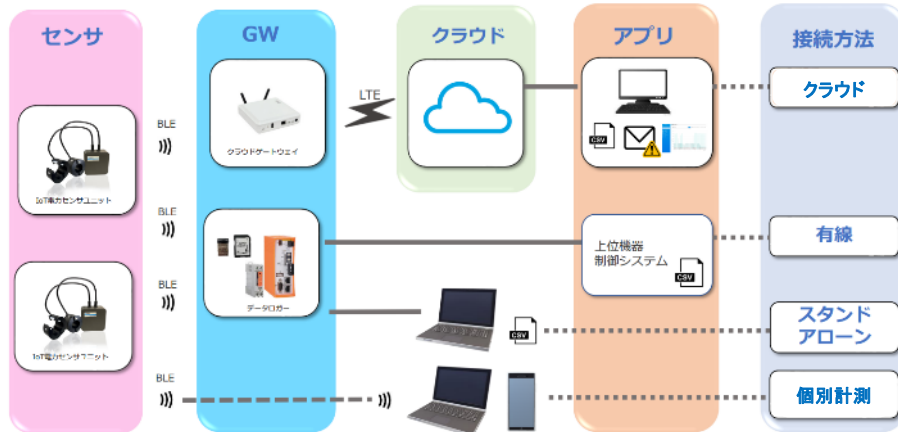 センサ
GW
クラウド
アプリ
接続方法
BLE
BLE
BLE
BLE
LTE
IoT電力センサユニット
IoT電力センサユニット
クラウドゲートウェイ
データロガー
CSV
上位機器
制御システム
CSV
CSV
クラウド
有線
スタンド
アローン
個別計測